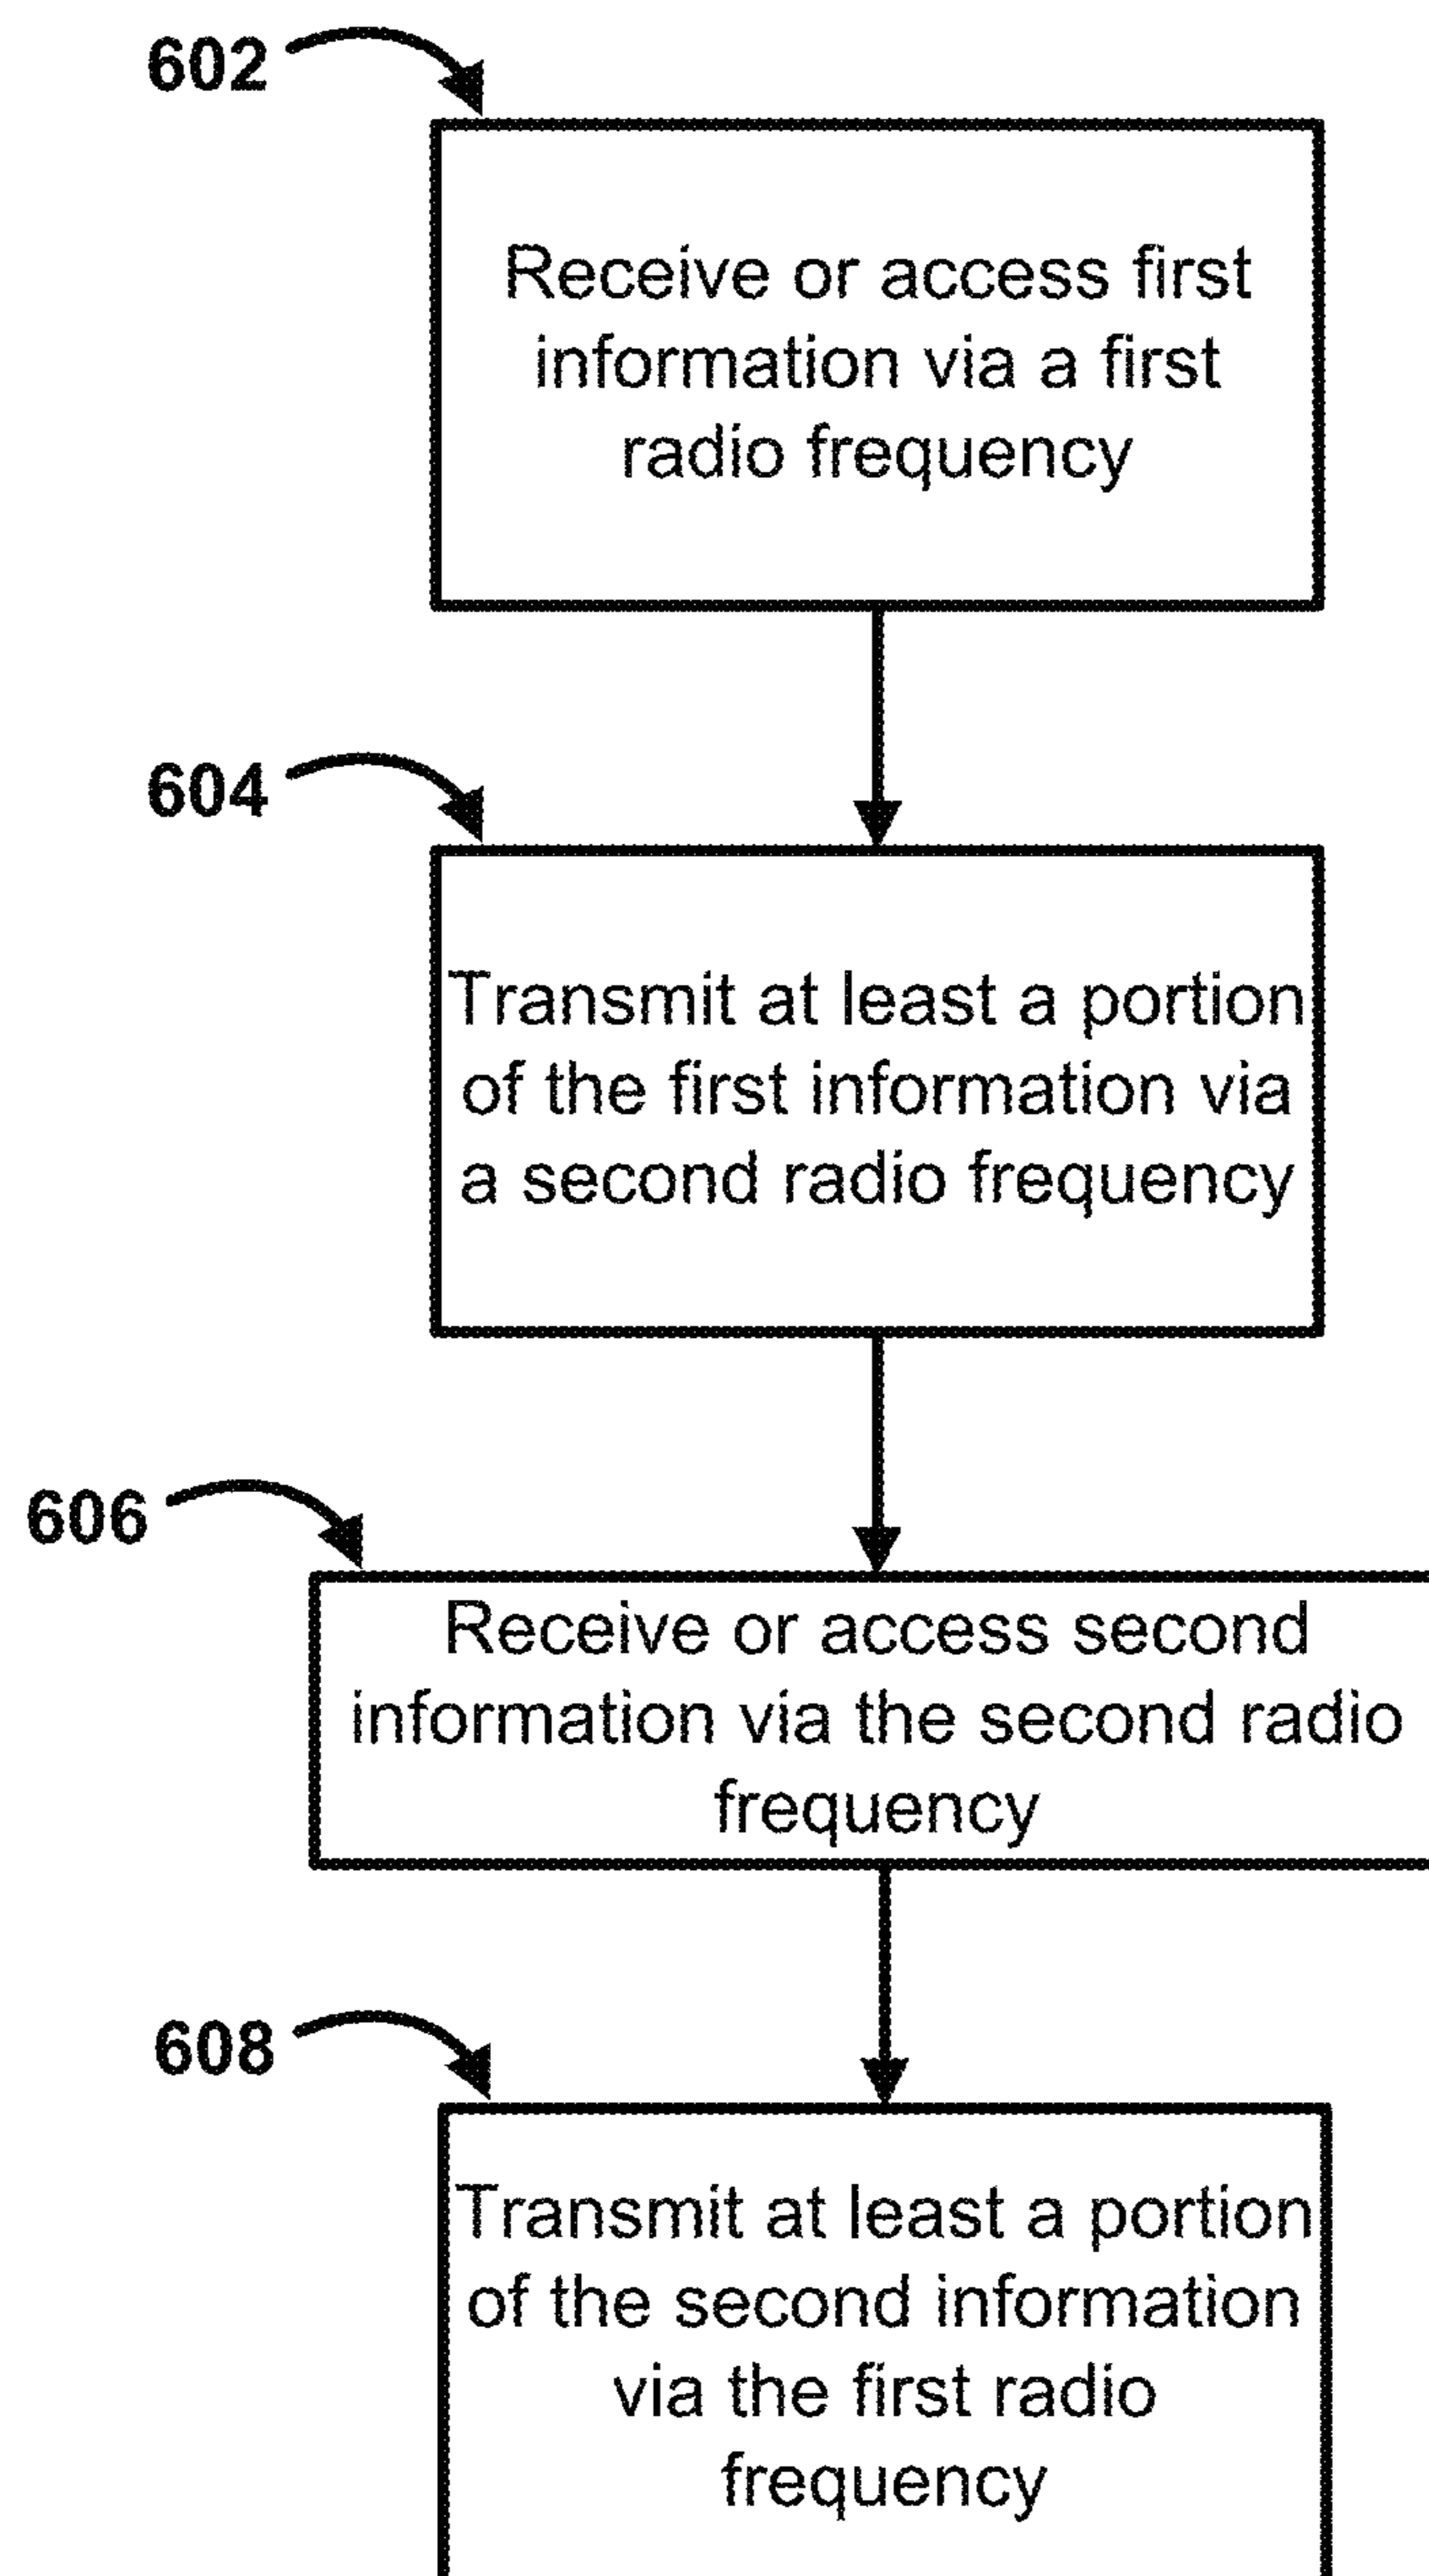 602
Receive or access first
information via a first
radio frequency
604
Transmit at least a portion
of the first information via
a second radio frequency
606
Receive or access second
information via the second radio
frequency
608
Transmit at least a portion
of the second information
via the first radio
frequency